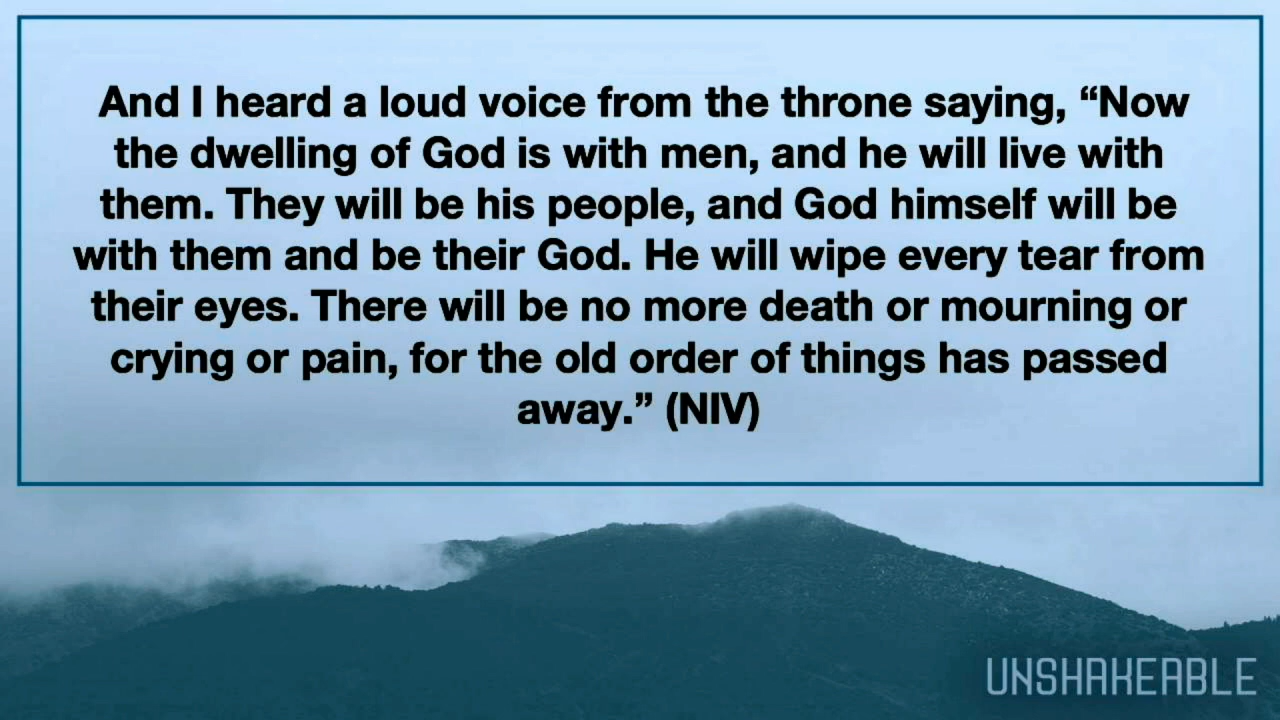 And I heard a loud voice from the throne saying, “Now
the dwelling of God is with men, and he will live with
them. They will be his people, and God himself will be
with them and be their God. He will wipe every tear from
their eyes. There will be no more death or mourning or
crying or pain, for the old order of things has passed
away.” (NIV)
UNSHAKEABLE